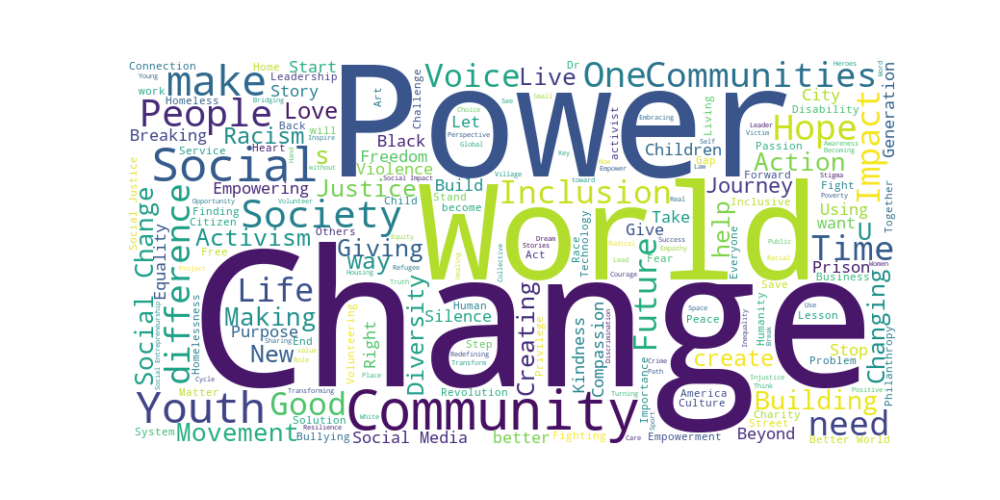 Power
World
Change
Community
Social
People
make
Voice
Live
One
Communities
Love
Story
Start
Leadership
Connection
Young
Home
work
Homeless
Bridging
Breaking
Racism
Back
will
Inspire
Service
Heart
Black
Challenge
Art
Dr
Let
Choice
See
Small
Perspective
Global
Key
activist
Children
Gap
Self
Law
Living
Embracing
City
Disability
Passion
Hope
Leader
Victim
Action
Awareness
Becoming
Impact
Generation
Heroes
Word
Together
Freedom
Violence
Empowering
Justice
Social Impact
Child
Build
Stand
become
Village
Empower
Inclusion
toward
Real
Journey
Forward
Inclusive
Stigma
Fight
Poverty
Using
want
Society
Opportunity
Volunteer
Finding
Citizen
Others
Activism
Giving
Equity
Free
Equality
Social Justice
Social Change
difference
Project
way
Housing
Refugee
Truth
Life
Making
Purpose
Sharing
New
End
value
Role
Homelessness
Social Entrepreneurship
Cycle
Matter
Transforming
Volunteering
Right
Place
Diversity
Human
Silence
Step
Redefining
Transform
Collective
Healing
Dream
Stories
Act
Race
Technology
Give
Take
Radical
Success
Empathy
Fear
Lead
Courage
Future
help
Everyone
Public
Racial
Time
U
Prison
Women
Business
Save
Changing
Philanthropy
Space
Peace
Use
Lesson
Inequality
Humanity
Break
Stop
Problem
create
Crime
Path
Injustice
Think
Positive
Creating
Privilege
Kindness
Compassion
Discrimination
Importance
Sport
America
Culture
Building
Charity
Street
need
Better World
Beyond
Empowerment
Care
Turning
Fighting
better
Revolution
White
Social Media
Bullying
Resilience
Solution
Good
Youth
Movement
System
s